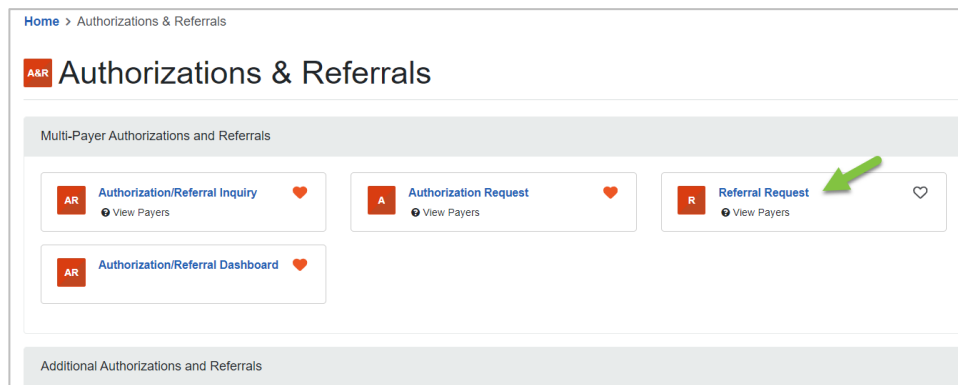 Home > Authorizations & Referrals
A&R Authorizations & Referrals
Multi-Payer Authorizations and Referrals
AR Authorization/Referral Inquiry
? View Payers
A Authorization Request
? View Payers
R Referral Request
? View Payers
AR Authorization/Referral Dashboard
Additional Authorizations and Referrals